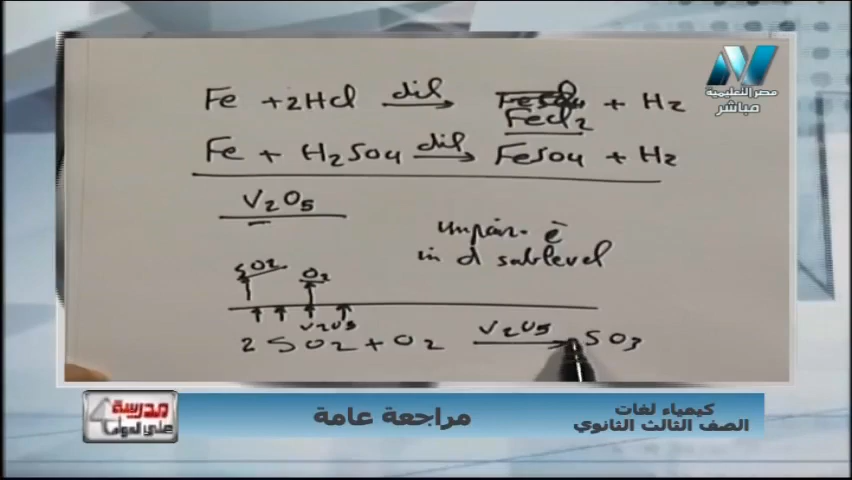 مصر التعليمية
مباشر
Fe + 2HCl dil → FeCl2 + H2
Fe + H2SO4 dil → FeSO4 + H2
V2O5
unpair. e-
in d sublevel
SO2 O2
V2O5
2SO2 + O2 V2O5 → SO3
مدرسة
على الهواء
مراجعة عامة
كيمياء لغات
الصف الثالث الثانوي